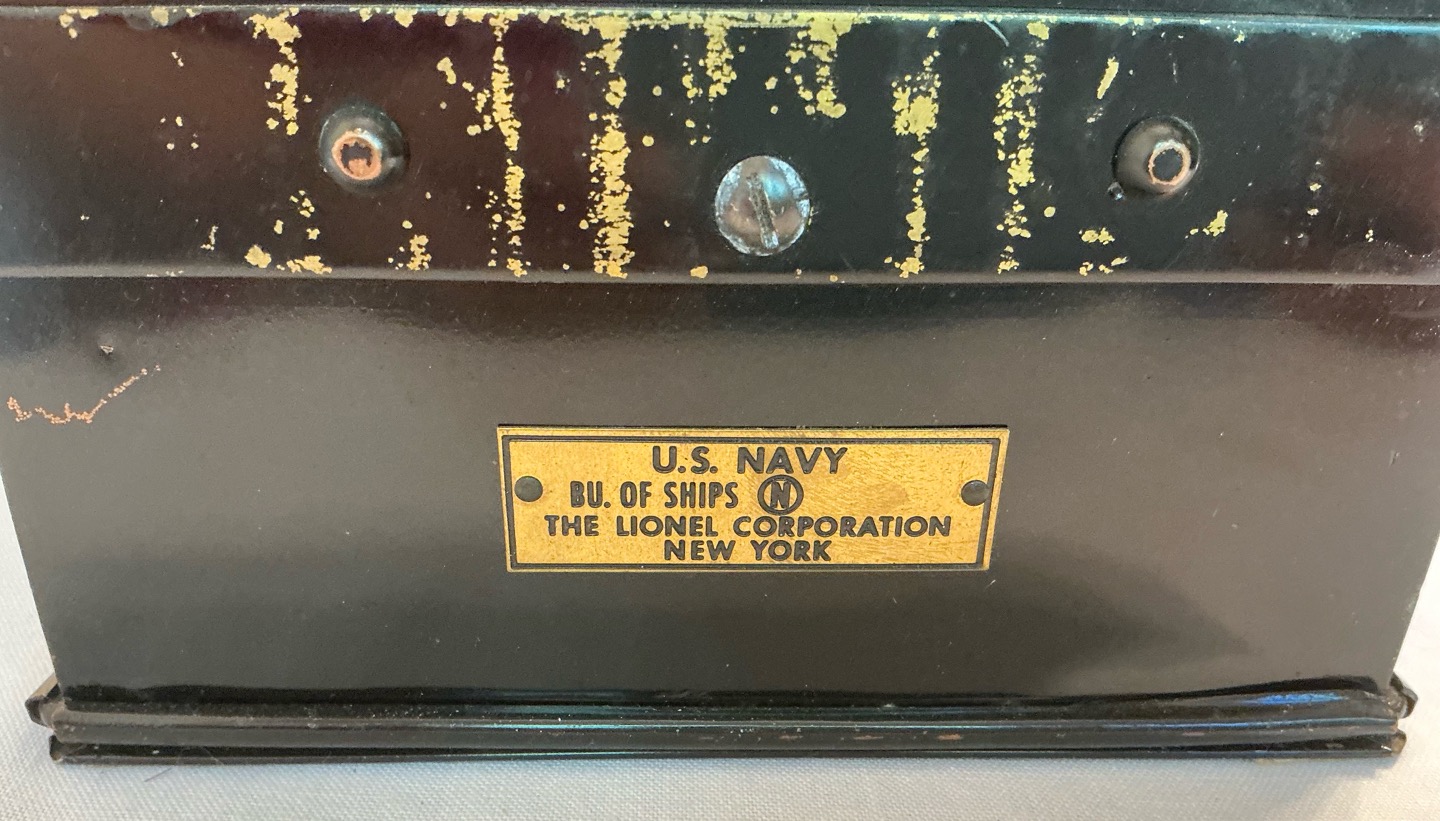 U.S. NAVY
BU. OF SHIPS Ⓝ
THE LIONEL CORPORATION
NEW YORK